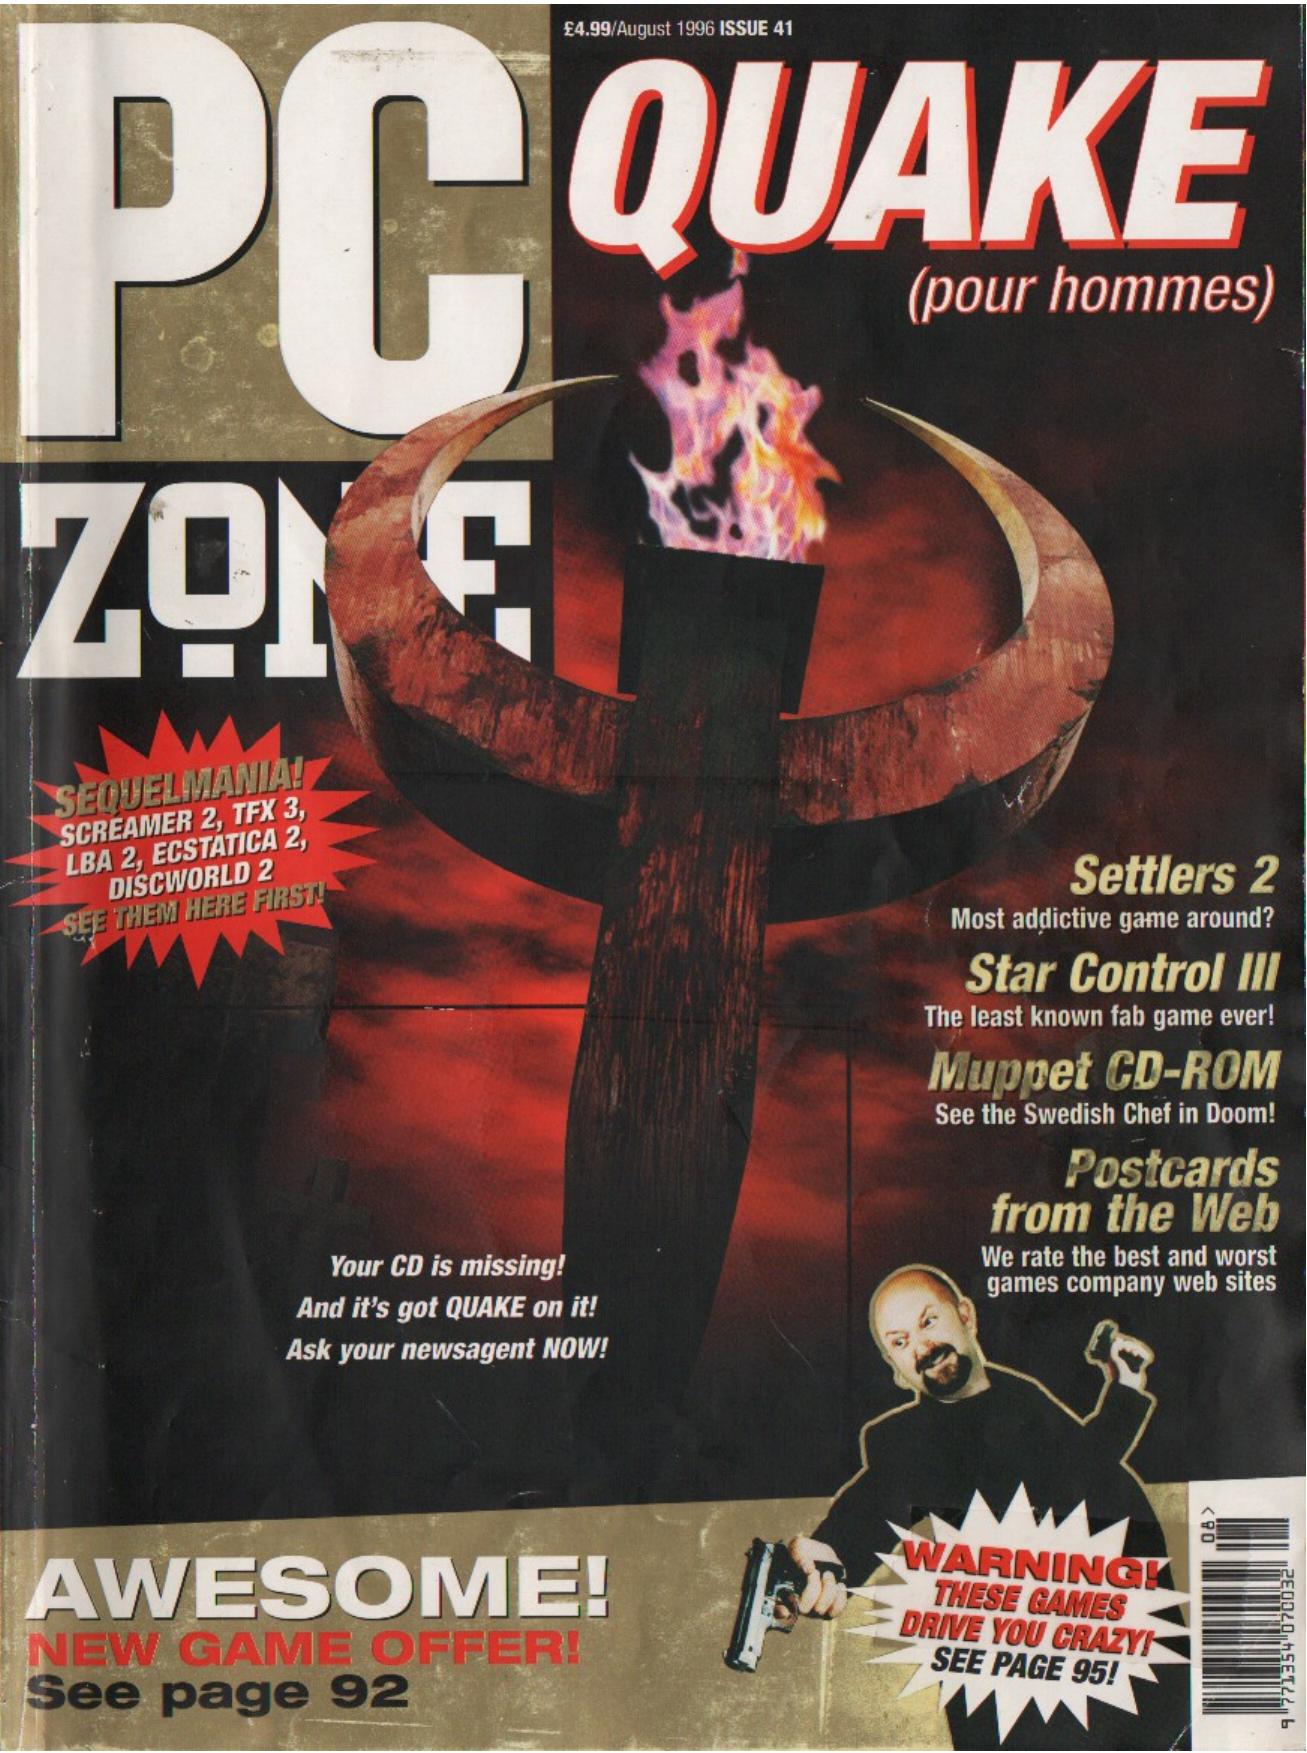 £4.99/August 1996 ISSUE 41
PC
ZONE
QUAKE
(pour hommes)
SEQUELMANIA!
SCREAMER 2, TFX 3,
LBA 2, ECSTATICA 2,
DISCWORLD 2
SEE THEM HERE FIRST!
Settlers 2
Most addictive game around?
Star Control III
The least known fab game ever!
Muppet CD-ROM
See the Swedish Chef in Doom!
Postcards
from the Web
We rate the best and worst
games company web sites
Your CD is missing!
And it's got QUAKE on it!
Ask your newsagent NOW!
AWESOME!
NEW GAME OFFER!
See page 92
WARNING!
THESE GAMES
DRIVE YOU CRAZY!
SEE PAGE 95!
08>
9 771354 070032